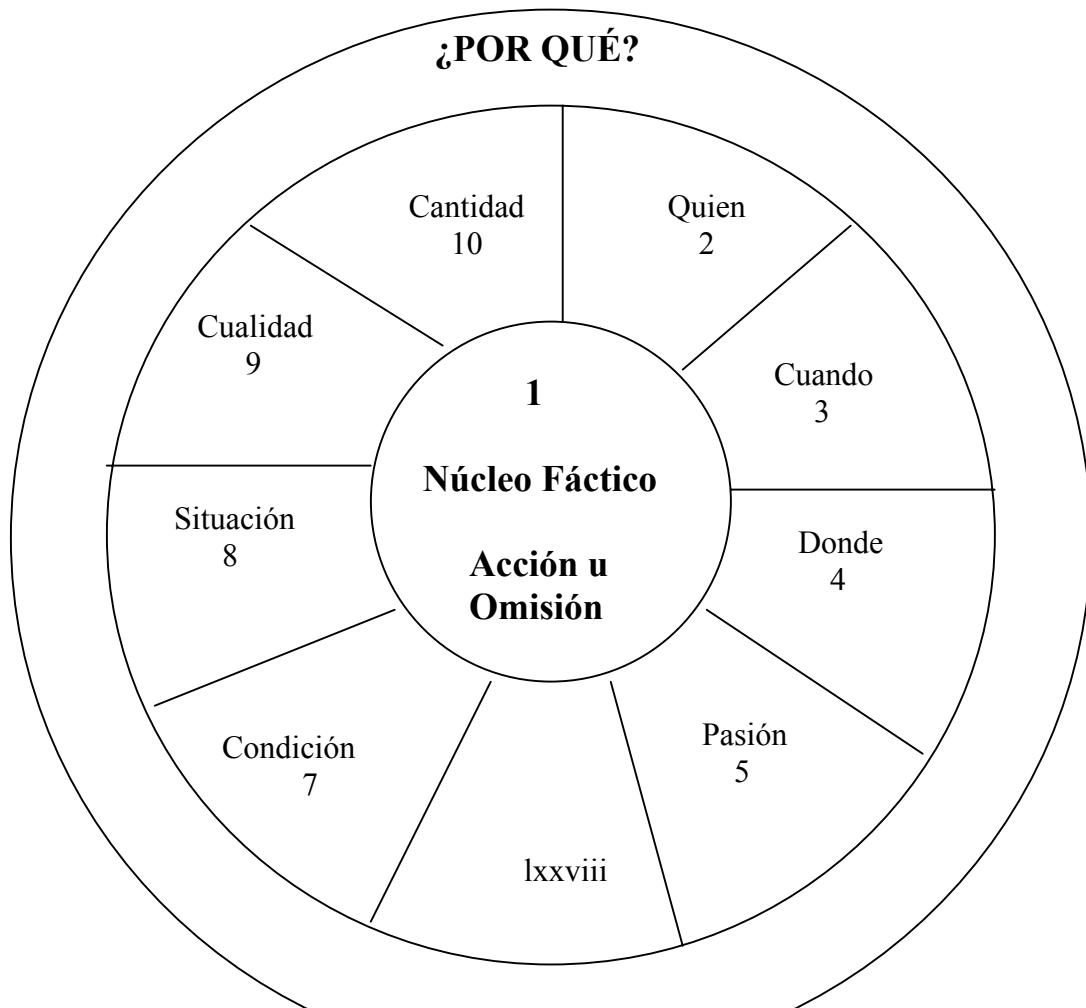 ¿POR QUÉ?
Cantidad
10
Quien
2
Cualidad
9
Cuando
3
1
Núcleo Fáctico
Acción u
Omisión
Situación
8
Donde
4
Condición
7
Pasión
5
lxxviii